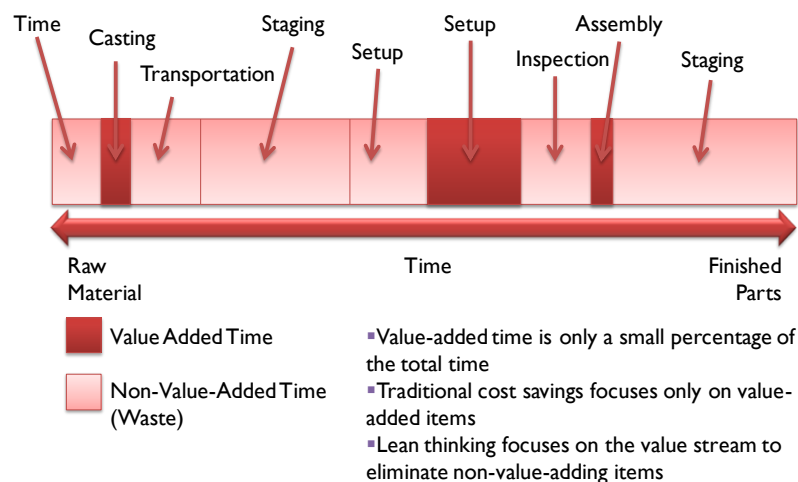 Time
Casting
Transportation
Staging
Setup
Setup
Inspection
Assembly
Staging
Raw
Material
Time
Finished
Parts
Value Added Time
Non-Value-Added Time
(Waste)
▪Value-added time is only a small percentage of
the total time
▪Traditional cost savings focuses only on value-
added items
▪Lean thinking focuses on the value stream to
eliminate non-value-adding items